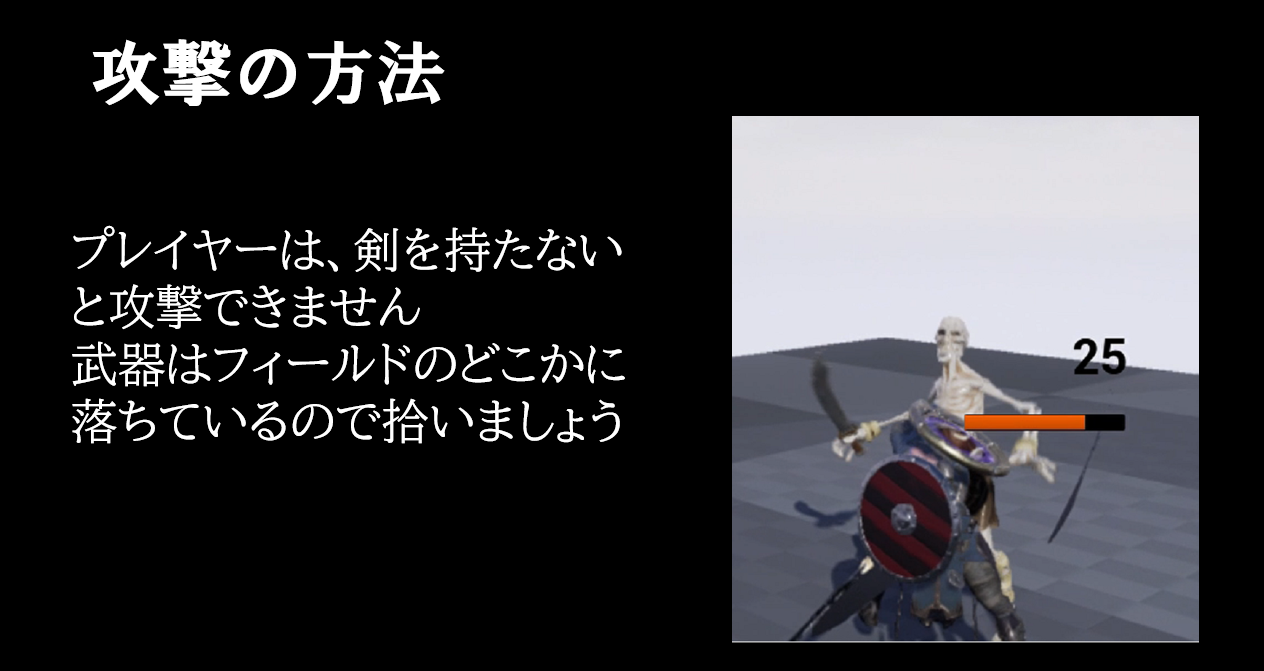 攻撃の方法
プレイヤーは、剣を持たない
と攻撃できません
武器はフィールドのどこかに
落ちているので拾いましょう
25